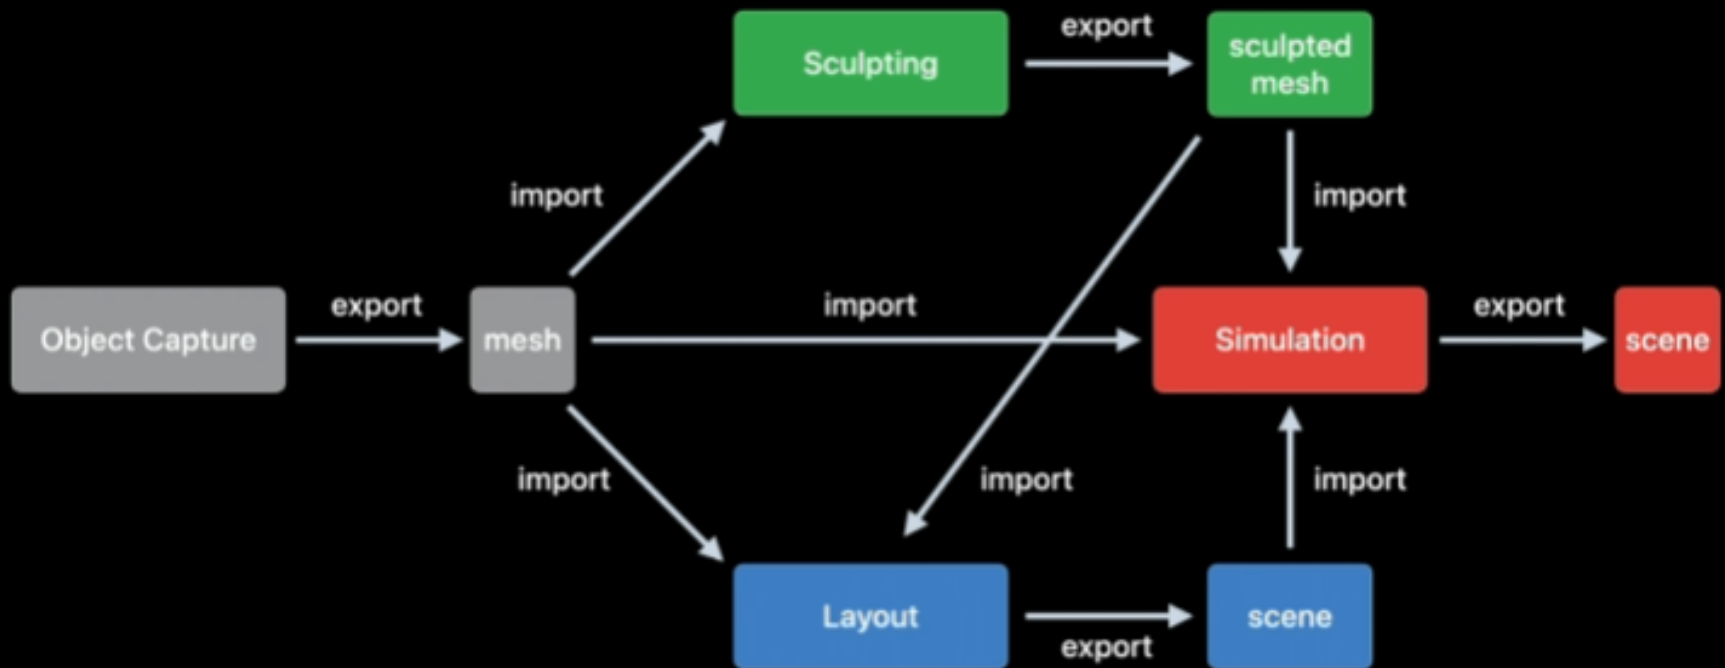 export
Sculpting
sculpted
mesh
import
import
export
import
export
Object Capture
mesh
Simulation
scene
import
import
import
Layout
scene
export